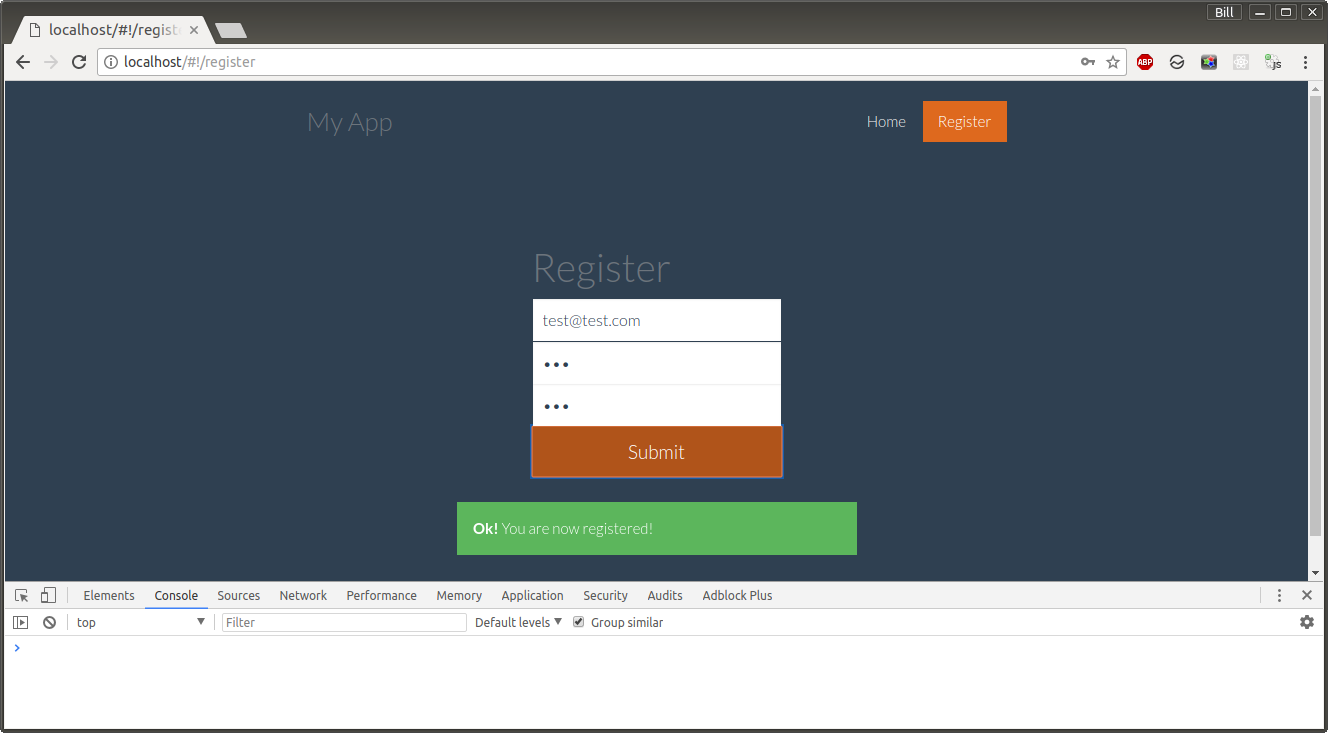 Bill
localhost/#!/regist
localhost/#!/register
ABP
js
My App
Home
Register
Register
test@test.com
•••
•••
Submit
Ok! You are now registered!
Elements Console Sources Network Performance Memory Application Security Audits Adblock Plus
top Filter Default levels Group similar